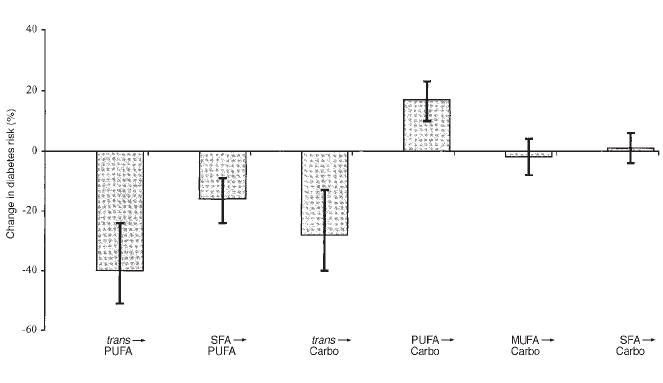 40
20
0
-20
-40
-60
Change in diabetes risk (%)
trans→
PUFA
SFA→
PUFA
trans→
Carbo
PUFA→
Carbo
MUFA→
Carbo
SFA→
Carbo